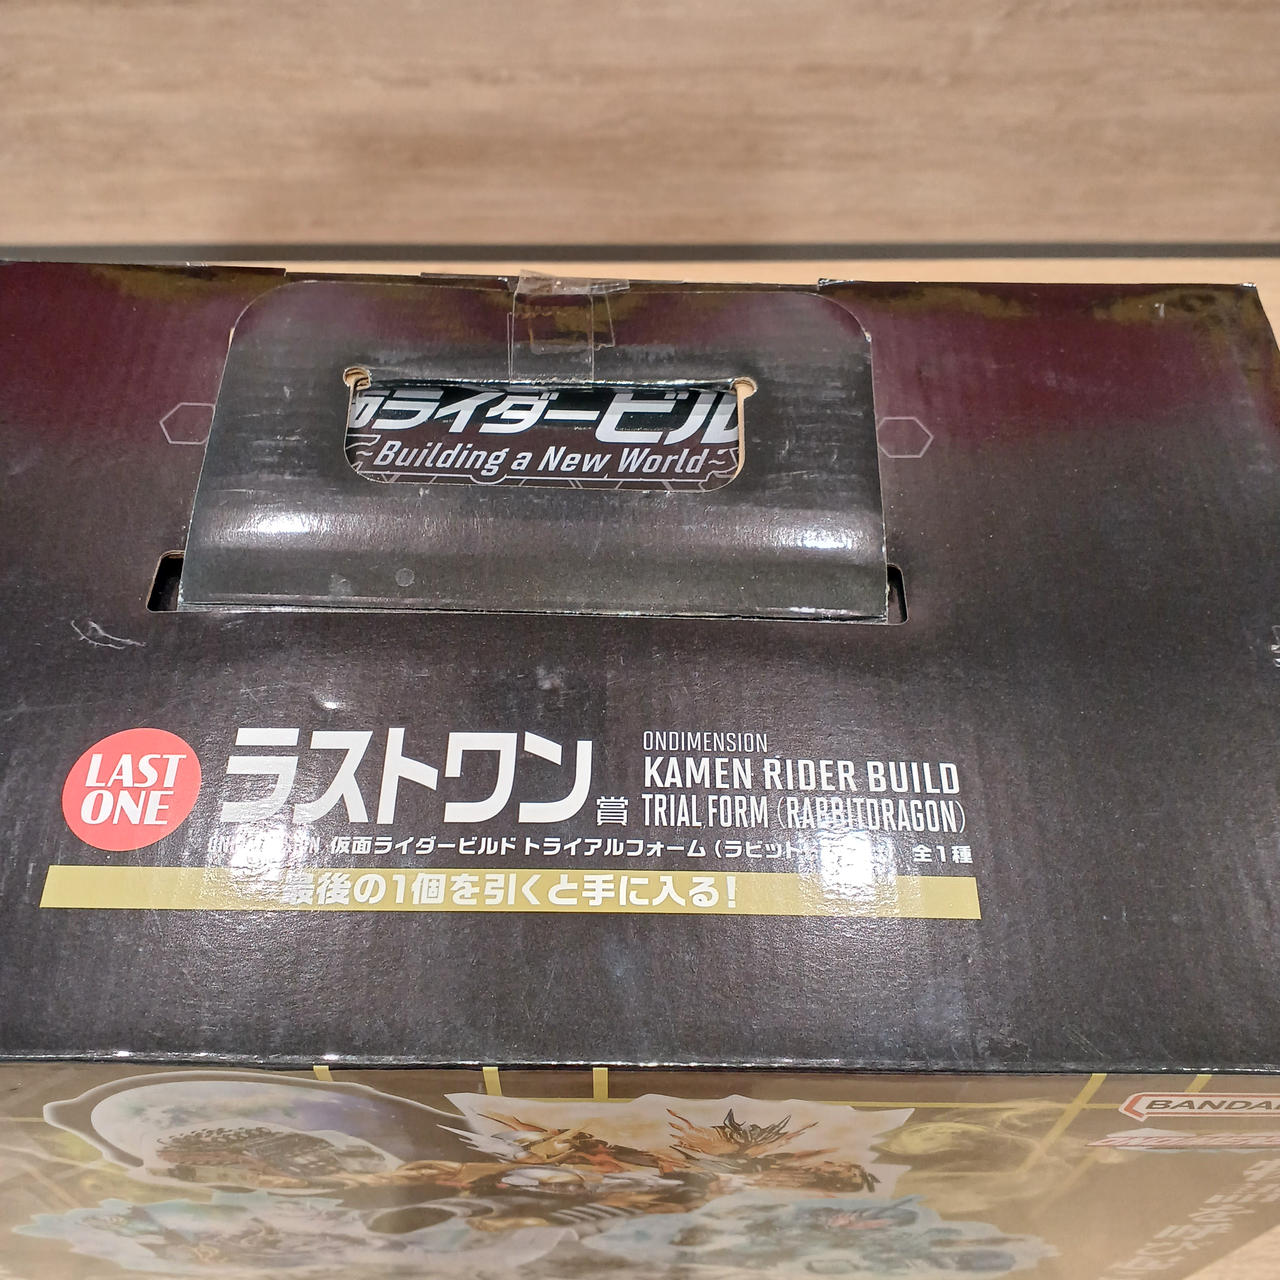 ライダービル
~Building a New World~
LAST
ONE
ラストワン賞
ONDIMENSION
KAMEN RIDER BUILD
TRIAL FORM (RABBITDRAGON)
仮面ライダービルド トライアルフォーム (ラビット 全1種
最後の1個を引くと手に入る!
BANDAI